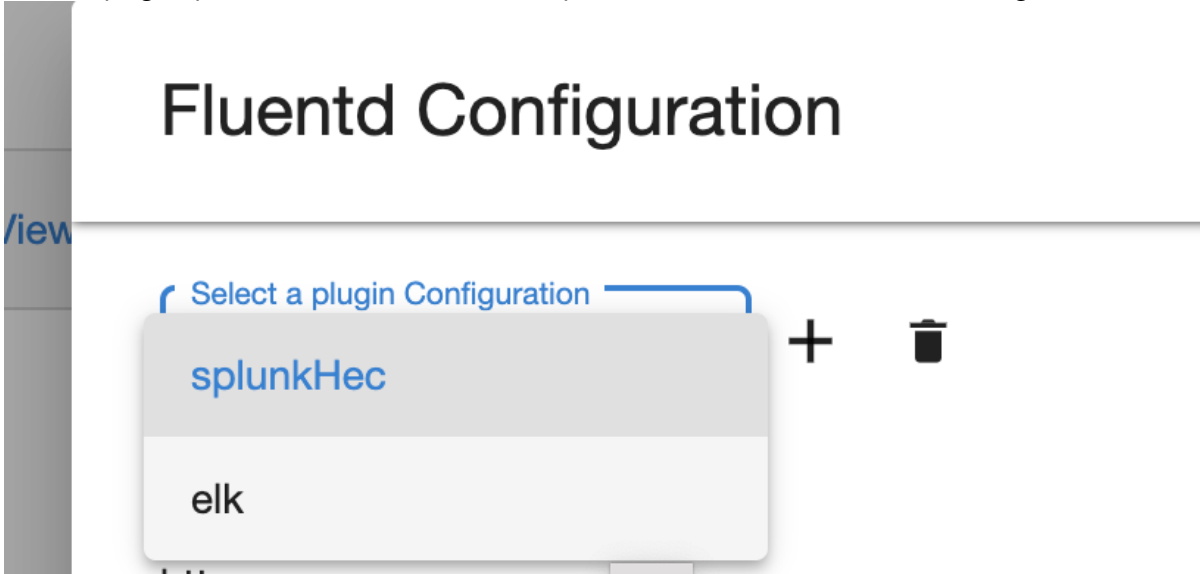 Fluentd Configuration
View
Select a plugin Configuration
splunkHec
elk